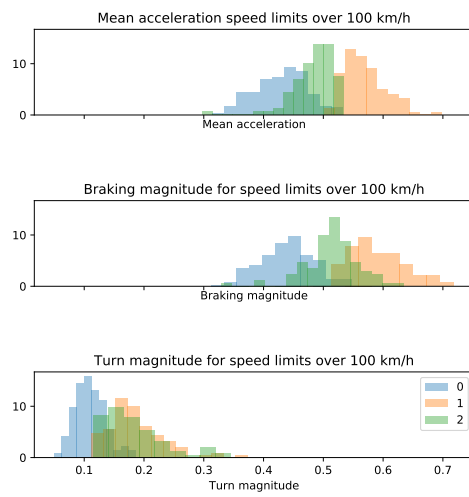 Mean acceleration speed limits over 100 km/h
10
0
Mean acceleration
Braking magnitude for speed limits over 100 km/h
10
0
Braking magnitude
Turn magnitude for speed limits over 100 km/h
10
0
0
1
2
0.1 0.2 0.3 0.4 0.5 0.6 0.7
Turn magnitude